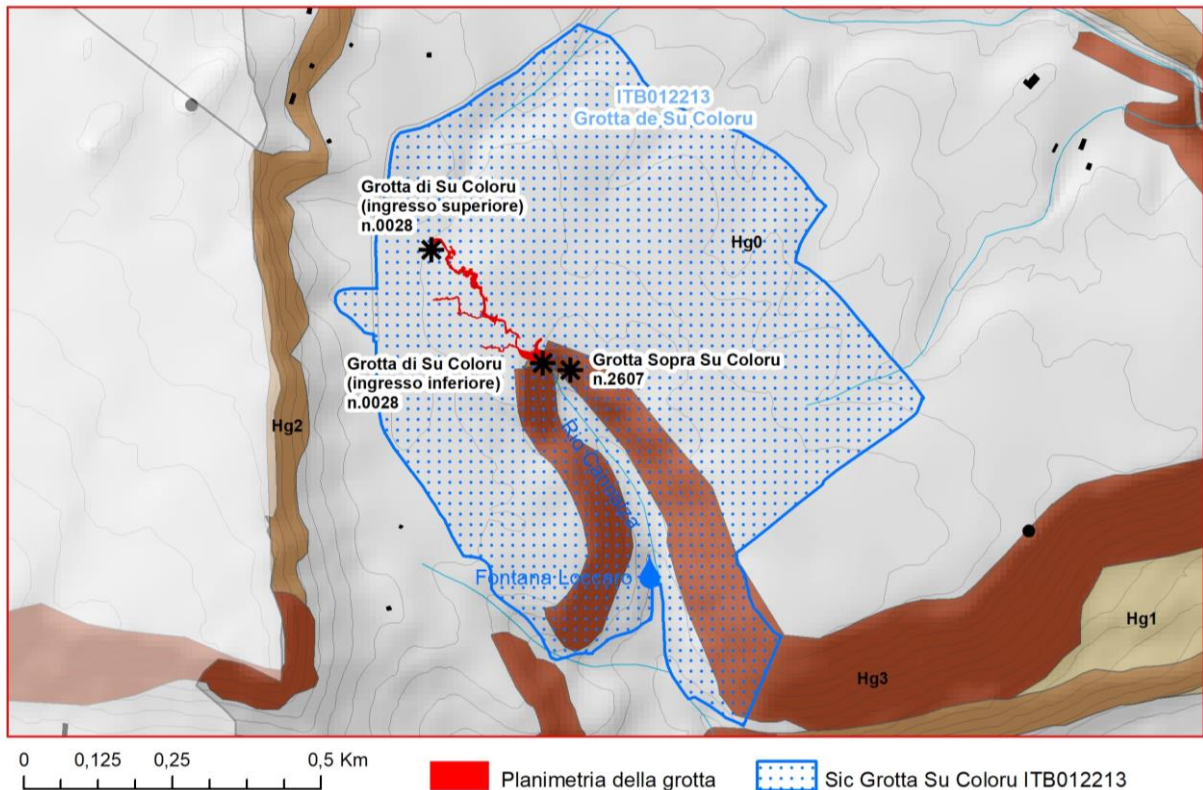 ITB012213
Grotta de Su Coloru
Grotta di Su Coloru
(ingresso superiore)
n.0028
Hg0
Grotta di Su Coloru
(ingresso inferiore)
n.0028
Grotta Sopra Su Coloru
n.2607
Hg2
Fontana Loccaro
Hg1
Hg3
0 0,125 0,25 0,5 Km
Planimetria della grotta
Sic Grotta Su Coloru ITB012213